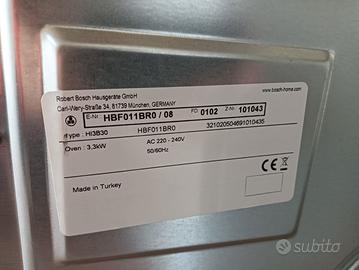 Robert Bosch Hausgeräte GmbH
Carl-Wery-Straße 34, 81739 München, GERMANY
www.bosch-home.com
E-Nr HBF011BR0 / 08 FD 0102 Z-Nr. 101043
Type : HI3B30 HBF011BR0 321020504691010435
Oven : 3,3kW AC 220 - 240V
50/60Hz
Made in Turkey
subito